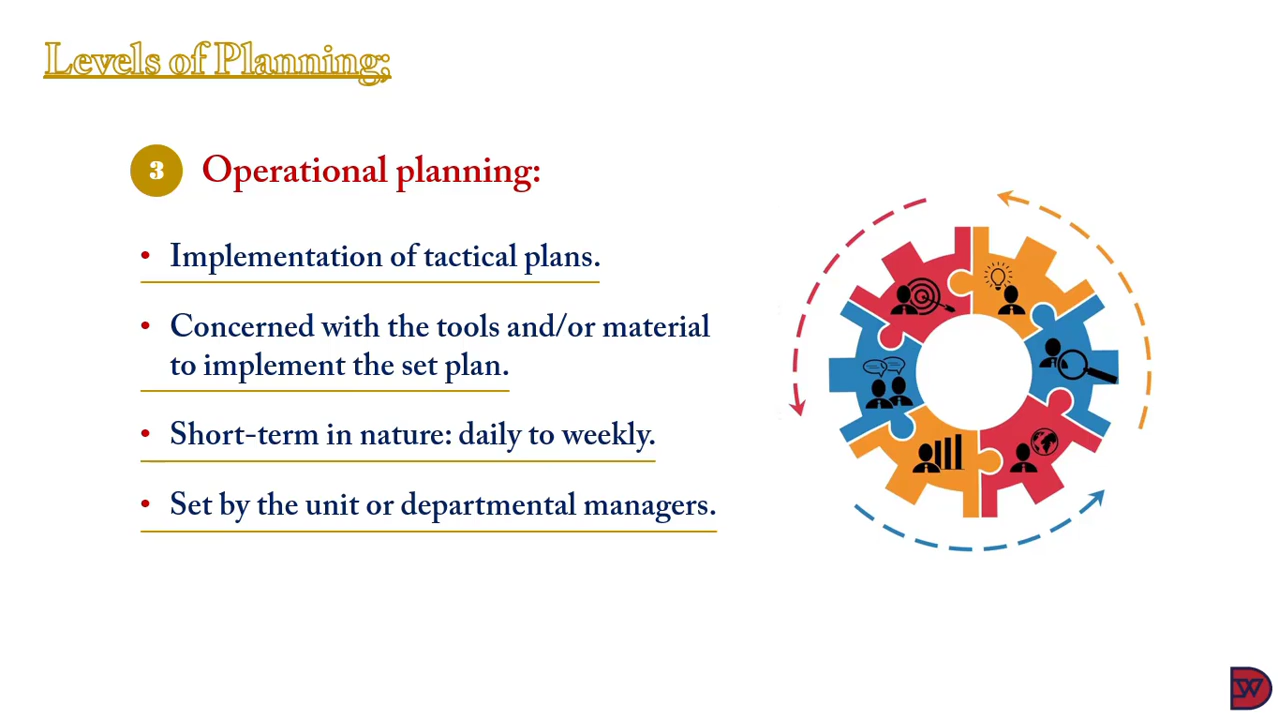 Levels of Planning;
3 Operational planning:
• Implementation of tactical plans.
• Concerned with the tools and/or material
to implement the set plan.
• Short-term in nature: daily to weekly.
• Set by the unit or departmental managers.
DW